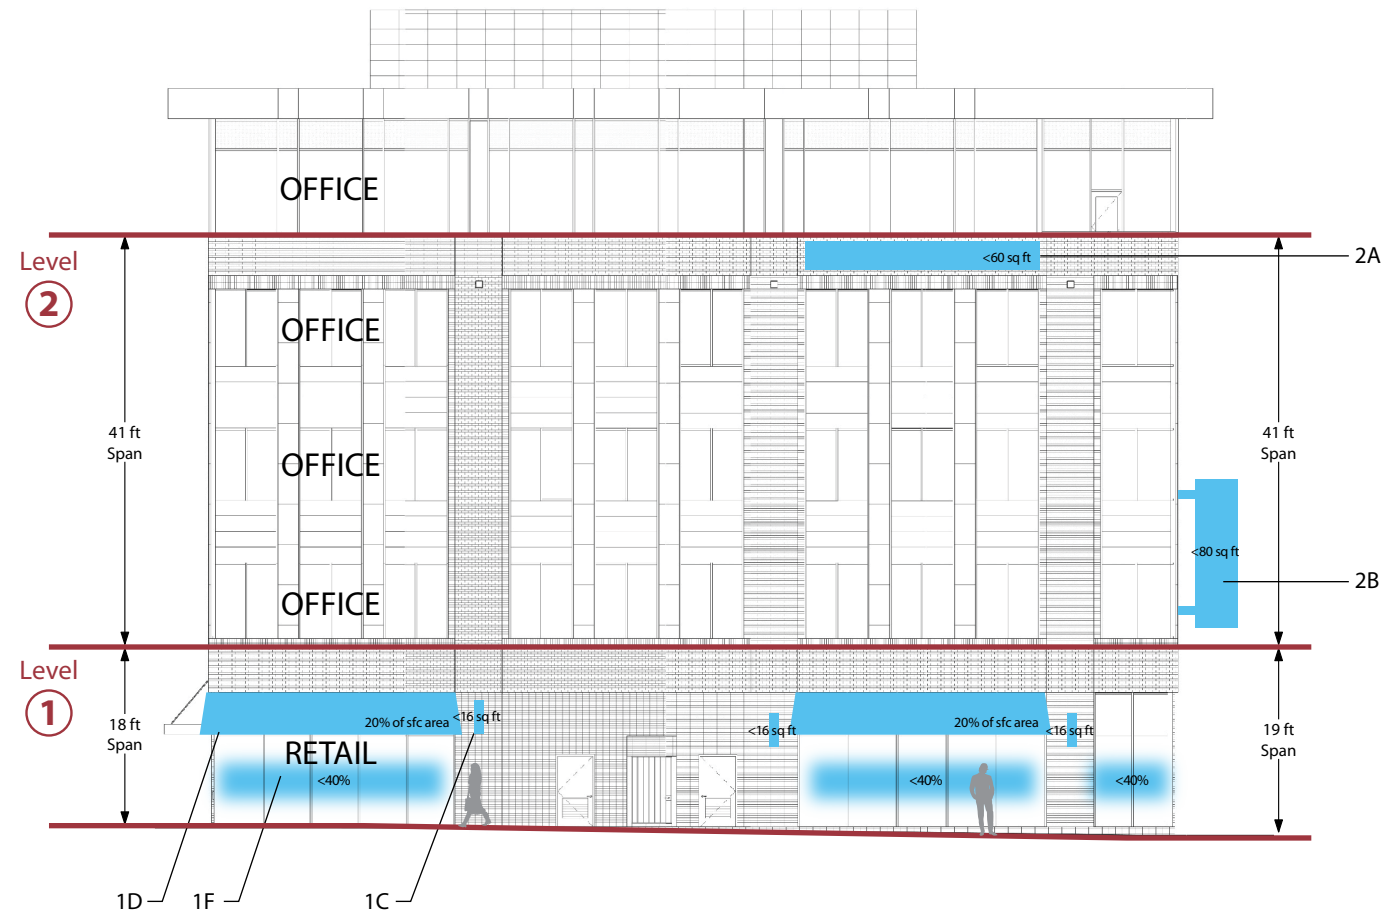 OFFICE
Level
2
<60 sq ft
2A
OFFICE
41 ft
Span
41 ft
Span
OFFICE
<80 sq ft
2B
OFFICE
Level
1
18 ft
Span
20% of sfc area
<16 sq ft
<16 sq ft
20% of sfc area
<16 sq ft
19 ft
Span
RETAIL
<40%
<40%
<40%
1D
1F
1C